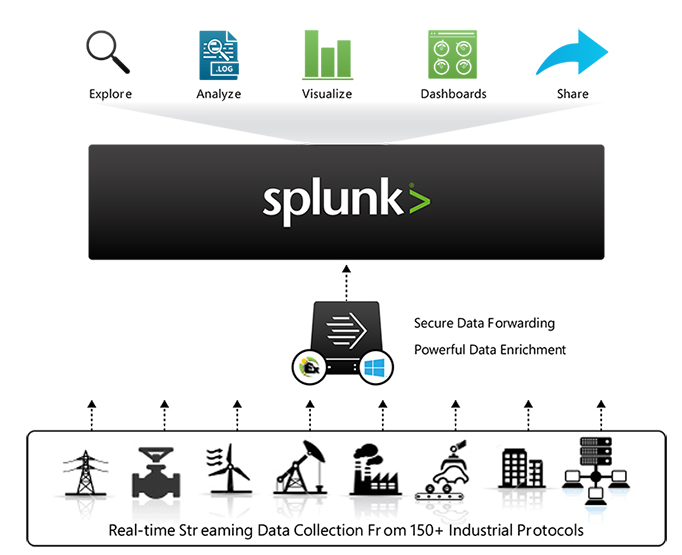 Explore
Analyze
Visualize
Dashboards
Share
.LOG
splunk>
Secure Data Forwarding
Powerful Data Enrichment
Ex
Real-time Streaming Data Collection From 150+ Industrial Protocols